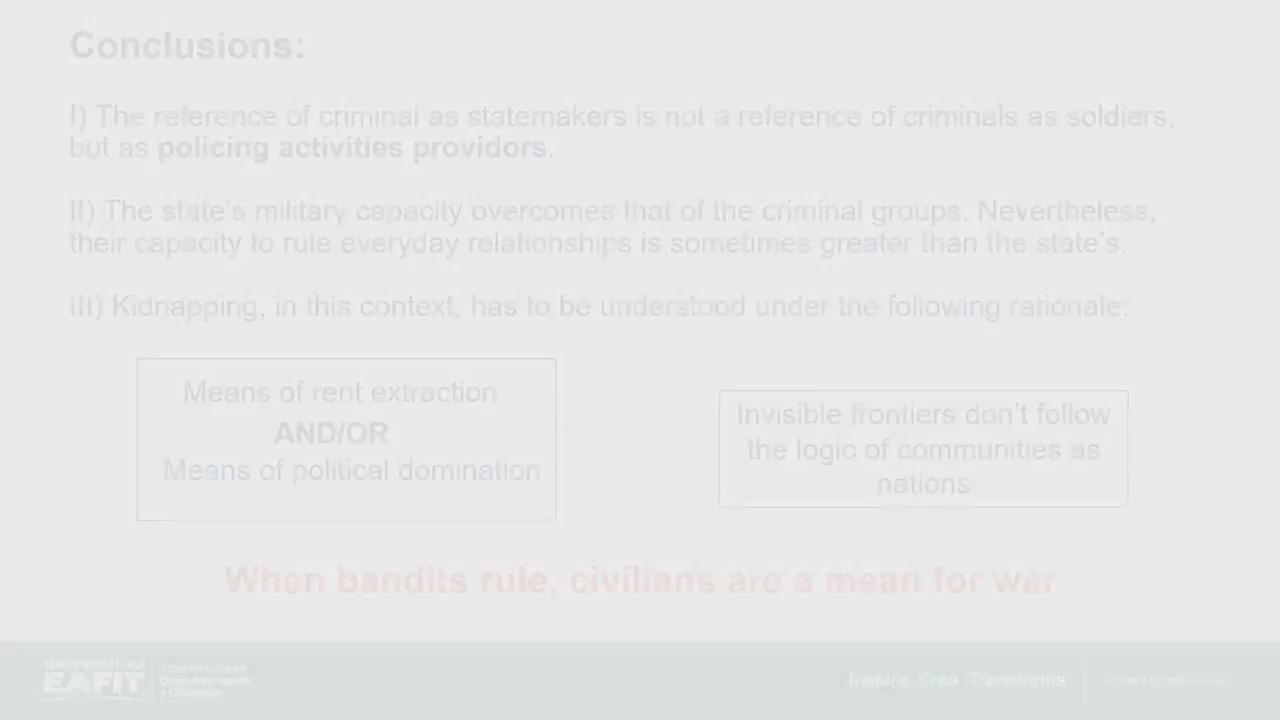 Conclusions:
I) The reference of criminal as statemakers is not a reference of criminals as soldiers,
but as policing activities providors.
II) The state's military capacity overcomes that of the criminal groups. Nevertheless,
their capacity to rule everyday relationships is sometimes greater than the state's.
III) Kidnapping, in this context, has to be understood under the following rationale:
Means of rent extraction
AND/OR
Means of political domination
Invisible frontiers don't follow
the logic of communities as
nations
When bandits rule, civilians are a mean for war
UNIVERSIDAD
EAFIT
Inspira Crea Transforma